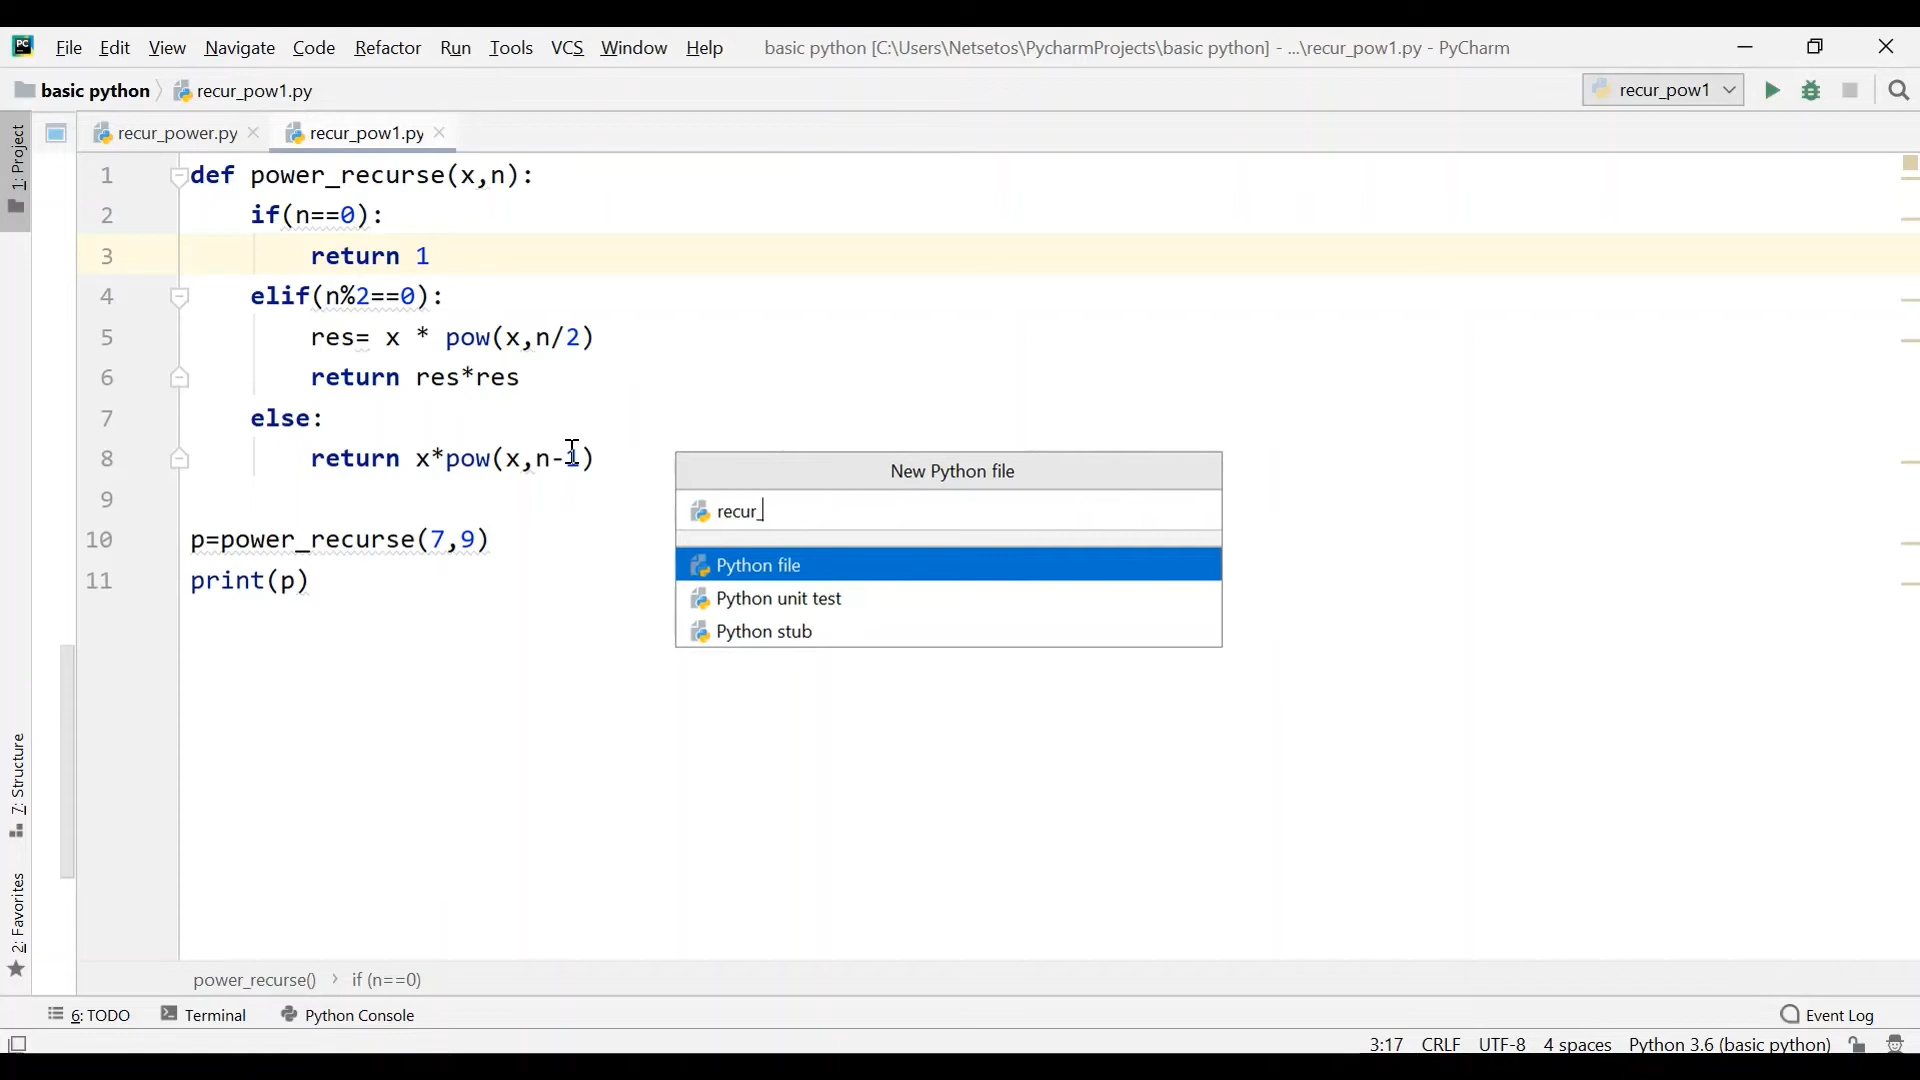 PC File Edit View Navigate Code Refactor Run Tools VCS Window Help basic python [C:\Users\Netsetos\PycharmProjects\basic python] - ...\recur_pow1.py - PyCharm
basic python recur_pow1.py recur_pow1
1: Project
recur_power.py recur_pow1.py
1 def power_recurse(x,n):
2 if(n==0):
3 return 1
4 elif(n%2==0):
5 res= x * pow(x,n/2)
6 return res*res
7 else:
8 return x*pow(x,n-1)
9
10 p=power_recurse(7,9)
11 print(p)
New Python file
recur_
Python file
Python unit test
Python stub
7: Structure
2: Favorites
power_recurse() › if (n==0)
6: TODO Terminal Python Console Event Log
3:17 CRLF UTF-8 4 spaces Python 3.6 (basic python)